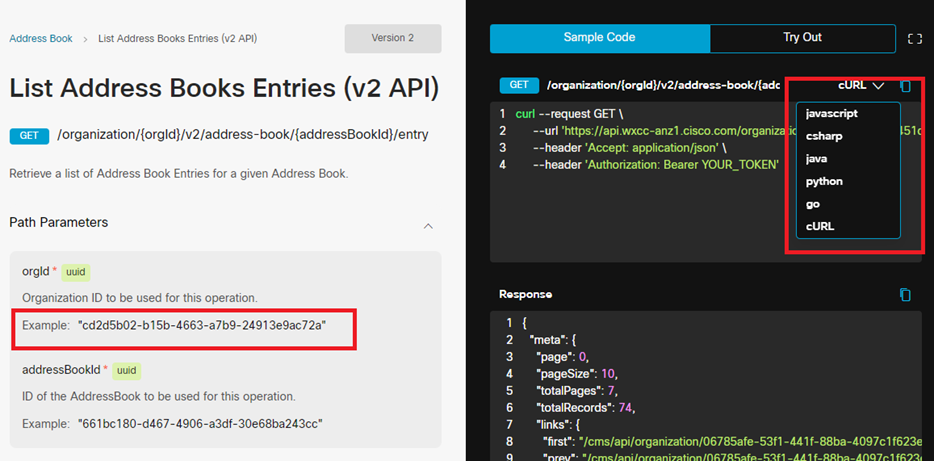 Address Book > List Address Books Entries (v2 API)
Version 2
List Address Books Entries (v2 API)
GET /organization/{orgId}/v2/address-book/{addressBookId}/entry
Retrieve a list of Address Book Entries for a given Address Book.
Path Parameters
orgId * uuid
Organization ID to be used for this operation.
Example: "cd2d5b02-b15b-4663-a7b9-24913e9ac72a"
addressBookId * uuid
ID of the AddressBook to be used for this operation.
Example: "661bc180-d467-4906-a3df-30e68ba243cc"
Sample Code
Try Out
GET /organization/{orgId}/v2/address-book/{adc
cURL
1 curl --request GET \
2 --url 'https://api.wxcc-anz1.cisco.com/organizatio
3 --header 'Accept: application/json' \
4 --header 'Authorization: Bearer YOUR_TOKEN'
javascript
csharp
java
python
go
cURL
Response
1 {
2 "meta": {
3 "page": 0,
4 "pageSize": 10,
5 "totalPages": 7,
6 "totalRecords": 74,
7 "links": {
8 "first": "/cms/api/organization/06785afe-53f1-441f-88ba-4097c1f623e
9 "prev": "/cms/api/organization/06785afe-53f1-441f-88ba-4097c1f623e